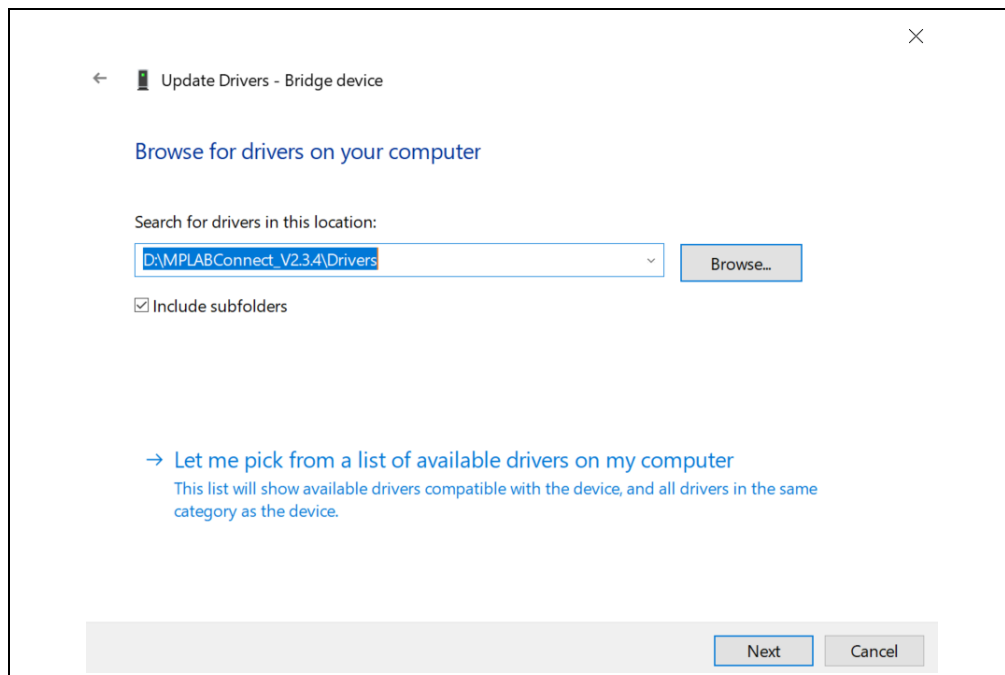 Update Drivers - Bridge device
Browse for drivers on your computer
Search for drivers in this location:
D:\MPLABConnect_V2.3.4\Drivers
Browse...
Include subfolders
Let me pick from a list of available drivers on my computer
This list will show available drivers compatible with the device, and all drivers in the same
category as the device.
Next
Cancel